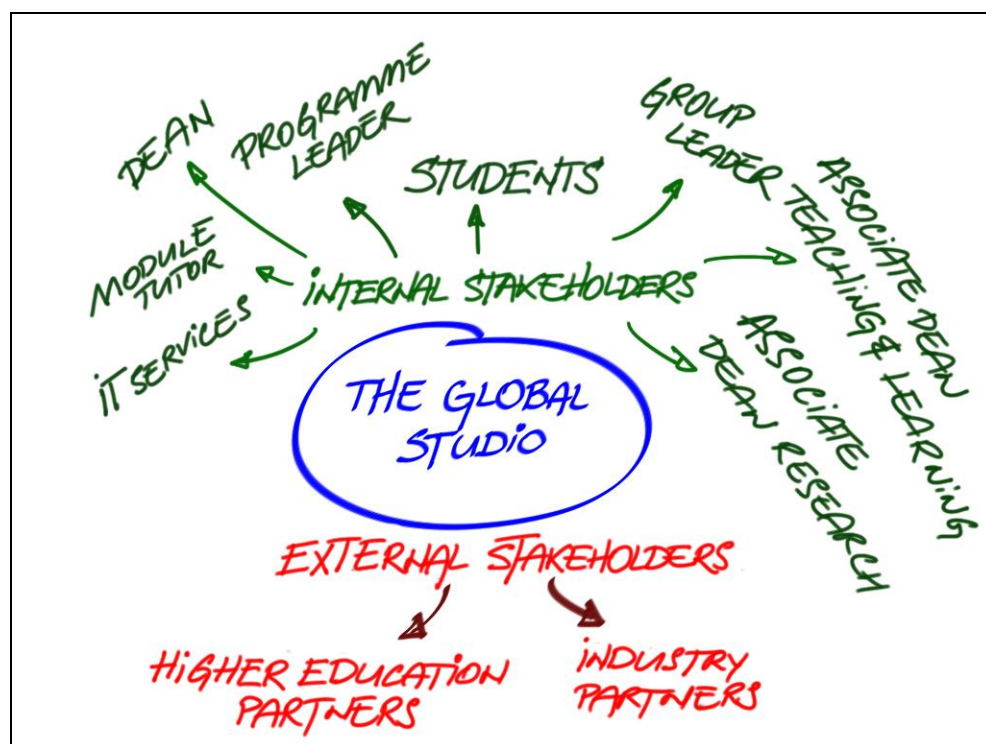 DEAN
PROGRAMME
LEADER
STUDENTS
GROUP
LEADER
ASSOCIATE DEAN
TEACHING & LEARNING
MODULE
TUTOR
INTERNAL STAKEHOLDERS
IT SERVICES
ASSOCIATE
DEAN RESEARCH
THE GLOBAL
STUDIO
EXTERNAL STAKEHOLDERS
HIGHER EDUCATION
PARTNERS
INDUSTRY
PARTNERS